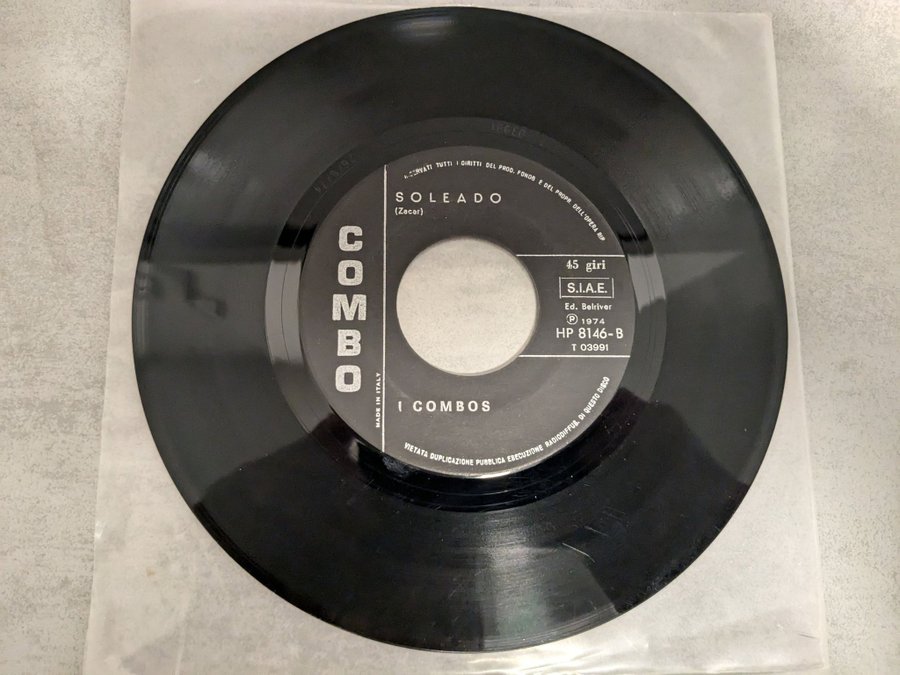 RISERVATI TUTTI I DIRITTI DEL PROD. FONOG. E DEL PROPR. DELL'OPERA RIP.
SOLEADO
(Zacar)
COMBO
45 giri
S.I.A.E.
Ed. Belriver
Ⓟ 1974
HP 8146-B
T 03991
MADE IN ITALY
I COMBOS
VIETATA DUPLICAZIONE PUBBLICA ESECUZIONE RADIODIFFUS. DI QUESTO DISCO